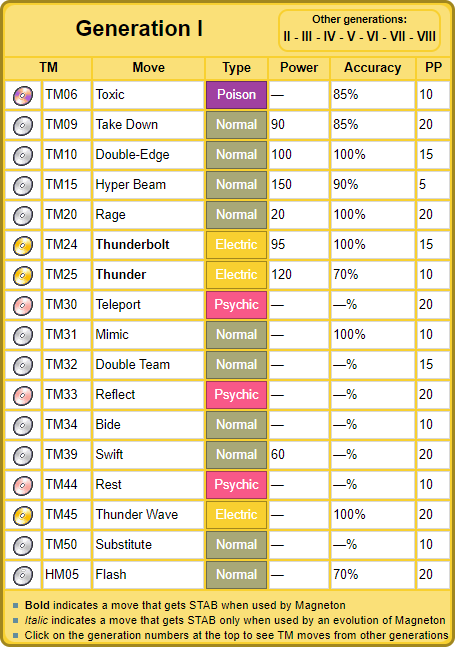 Generation I
Other generations:
II - III - IV - V - VI - VII - VIII
TM Move Type Power Accuracy PP
TM06 Toxic Poison — 85% 10
TM09 Take Down Normal 90 85% 20
TM10 Double-Edge Normal 100 100% 15
TM15 Hyper Beam Normal 150 90% 5
TM20 Rage Normal 20 100% 20
TM24 Thunderbolt Electric 95 100% 15
TM25 Thunder Electric 120 70% 10
TM30 Teleport Psychic — —% 20
TM31 Mimic Normal — 100% 10
TM32 Double Team Normal — —% 15
TM33 Reflect Psychic — —% 20
TM34 Bide Normal — —% 10
TM39 Swift Normal 60 —% 20
TM44 Rest Psychic — —% 10
TM45 Thunder Wave Electric — 100% 20
TM50 Substitute Normal — —% 10
HM05 Flash Normal — 70% 20
Bold indicates a move that gets STAB when used by Magneton
Italic indicates a move that gets STAB only when used by an evolution of Magneton
Click on the generation numbers at the top to see TM moves from other generations